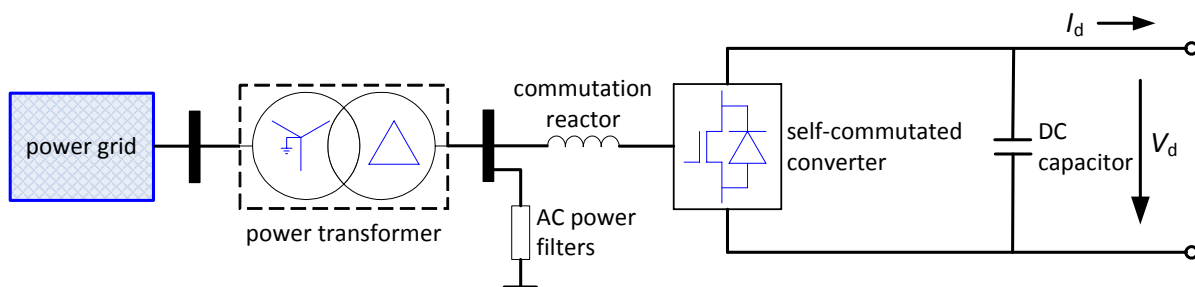 power grid
power transformer
AC power
filters
commutation
reactor
self-commutated
converter
DC
capacitor
I_d
V_d